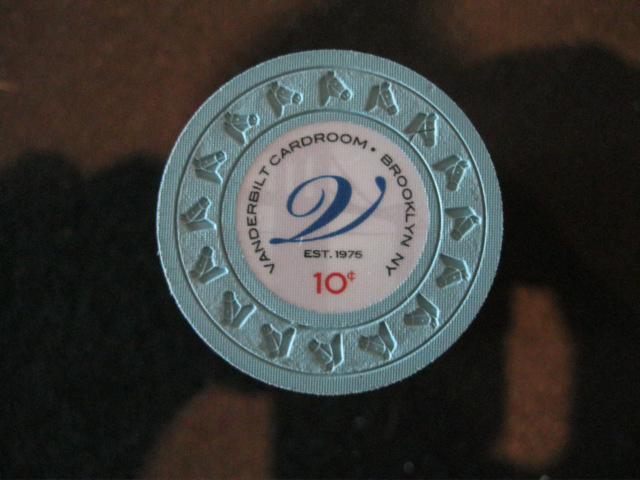 VANDERBILT CARDROOM • BROOKLYN NY
V
EST. 1975
10¢